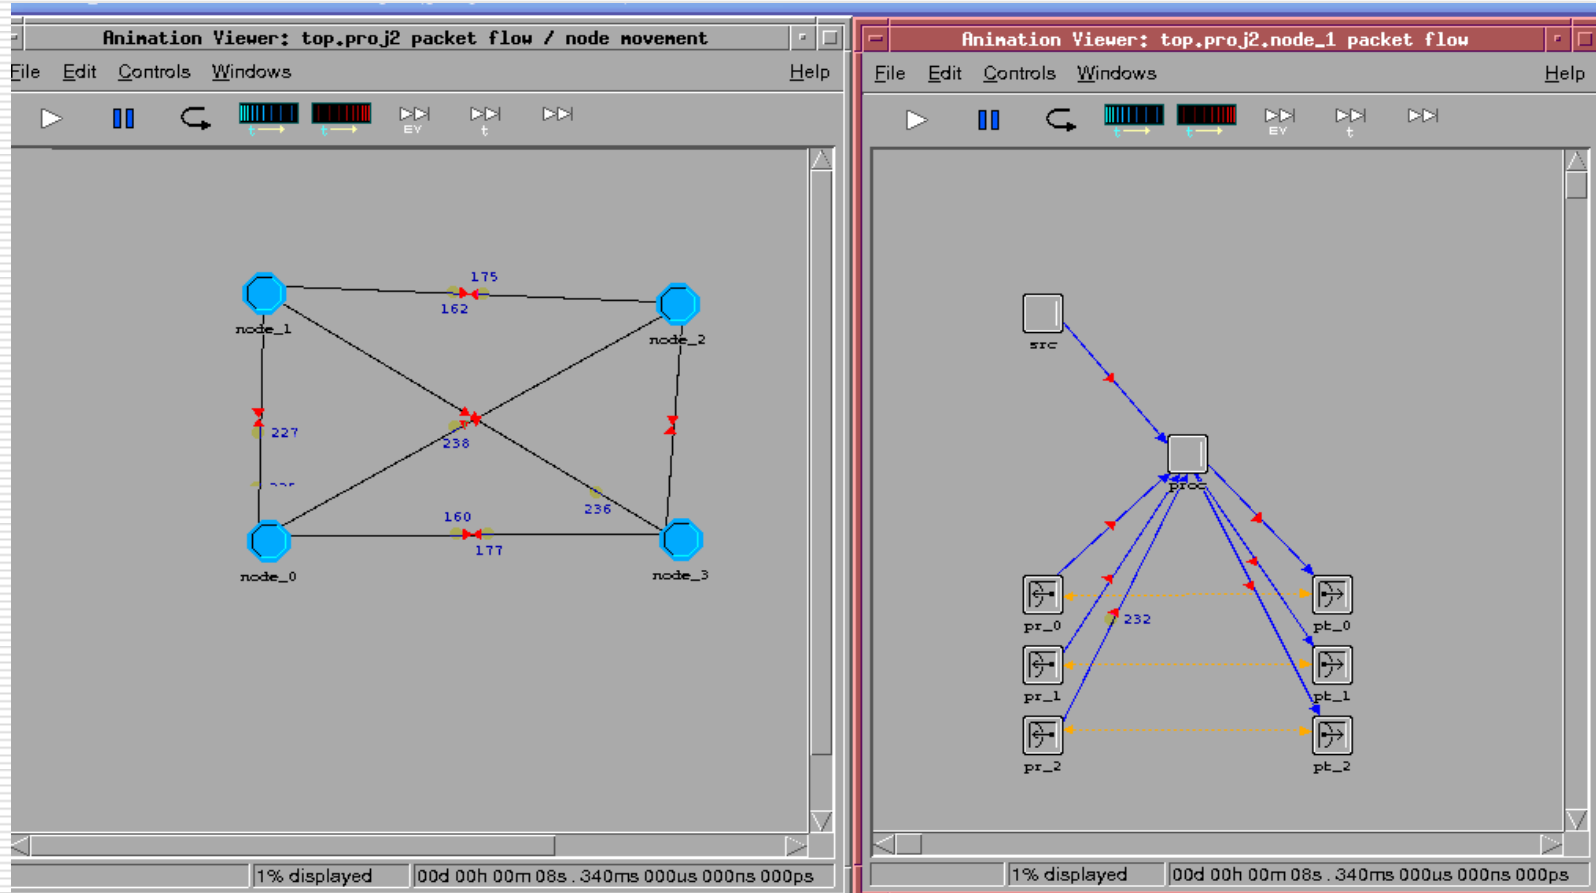 Animation Viewer: top.proj2 packet flow / node movement
File Edit Controls Windows Help
EV t t t
175
162
node_1
node_2
227
238
236
160
177
node_0
node_3
1% displayed 00d 00h 00m 08s . 340ms 000us 000ns 000ps
Animation Viewer: top.proj2.node_1 packet flow
File Edit Controls Windows Help
t t EV t
src
proc
232
pr_0 pt_0
pr_1 pt_1
pr_2 pt_2
1% displayed 00d 00h 00m 08s . 340ms 000us 000ns 000ps